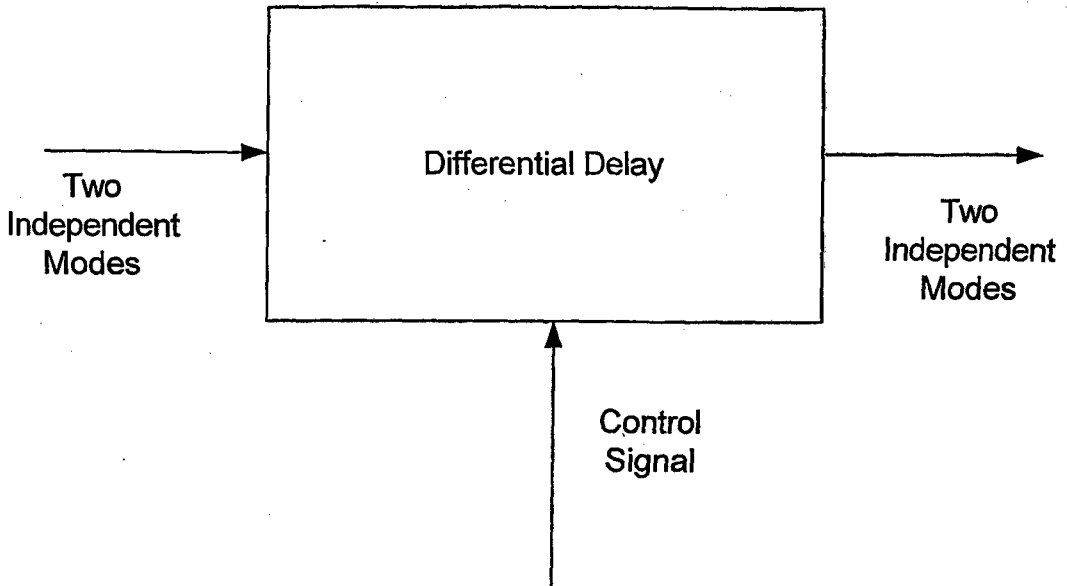 Differential Delay
Two
Independent
Modes
Two
Independent
Modes
Control
Signal